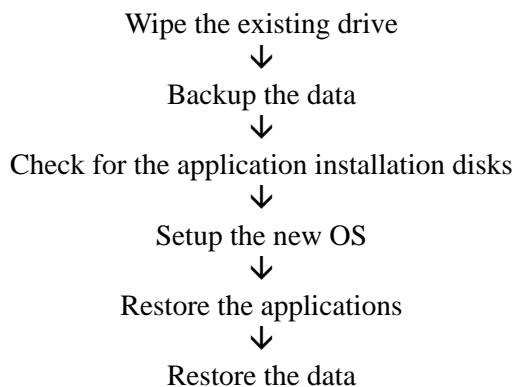 Wipe the existing drive
Backup the data
Check for the application installation disks
Setup the new OS
Restore the applications
Restore the data